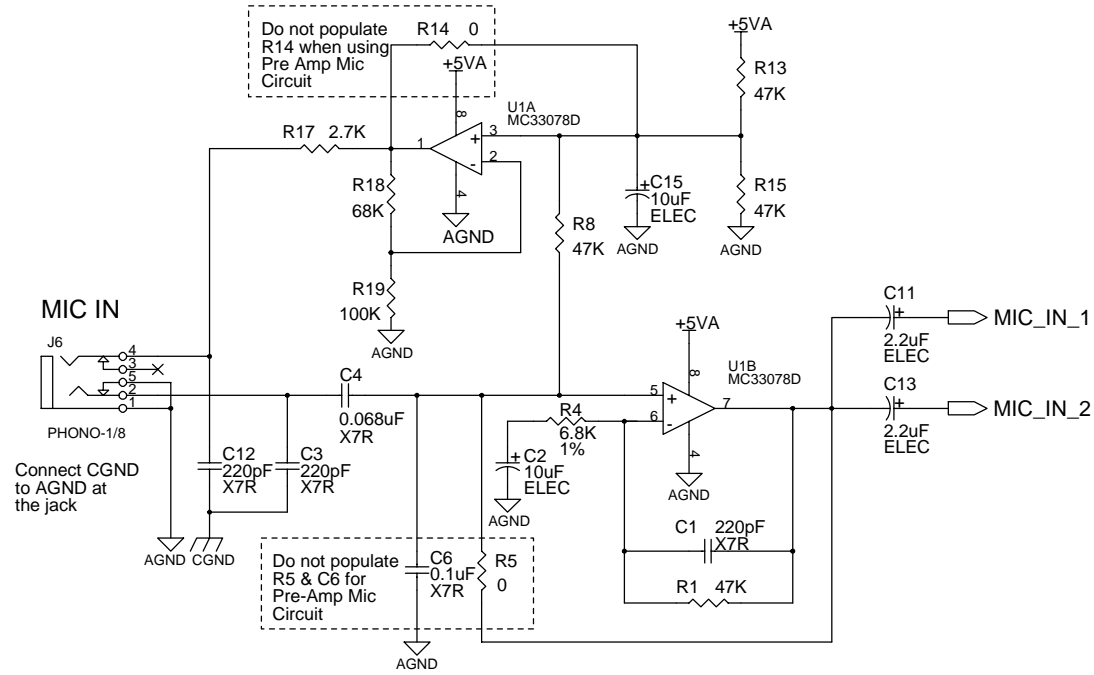 Do not populate
R14 when using
Pre Amp Mic
Circuit
R14 0
+5VA
+5VA
R13
47K
U1A
MC33078D
8
3
+
2
-
1
4
AGND
R17 2.7K
R18
68K
C15
+
10uF
ELEC
AGND
R15
47K
AGND
R8
47K
R19
100K
AGND
MIC IN
J6
4
3
5
2
1
PHONO-1/8
Connect CGND
to AGND at
the jack
C4
0.068uF
X7R
C12
220pF
X7R
C3
220pF
X7R
AGND
CGND
+5VA
U1B
MC33078D
8
5
+
6
-
7
4
AGND
R4
6.8K
1%
C2
+
10uF
ELEC
AGND
C11
+
2.2uF
ELEC
MIC_IN_1
C13
+
2.2uF
ELEC
MIC_IN_2
C1 220pF
X7R
R1 47K
Do not populate
R5 & C6 for
Pre-Amp Mic
Circuit
C6
0.1uF
X7R
R5
0
AGND